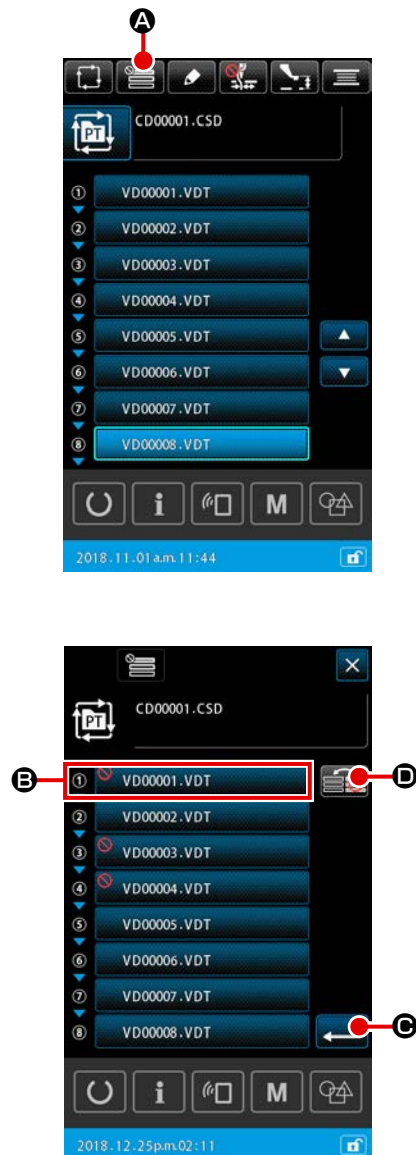 A
PT
CD00001.CSD
① VD00001.VDT
② VD00002.VDT
③ VD00003.VDT
④ VD00004.VDT
⑤ VD00005.VDT
⑥ VD00006.VDT
⑦ VD00007.VDT
⑧ VD00008.VDT
i M
2018.11.01a.m.11:44
PT
CD00001.CSD
B ① VD00001.VDT D
② VD00002.VDT
③ VD00003.VDT
④ VD00004.VDT
⑤ VD00005.VDT
⑥ VD00006.VDT
⑦ VD00007.VDT
⑧ VD00008.VDT C
i M
2018.12.25p.m.02:11